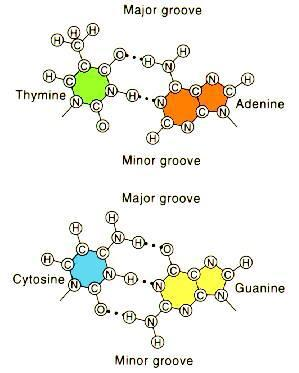 Major groove
H H H
C
O H H
C C N
H C C C N H
Thymine N H N C Adenine
N C C C N
O H
Minor groove
Major groove
H
H N H O
H C C C N H
Cytosine C N H N C C Guanine
N C C C N
O H N
N
H
Minor groove